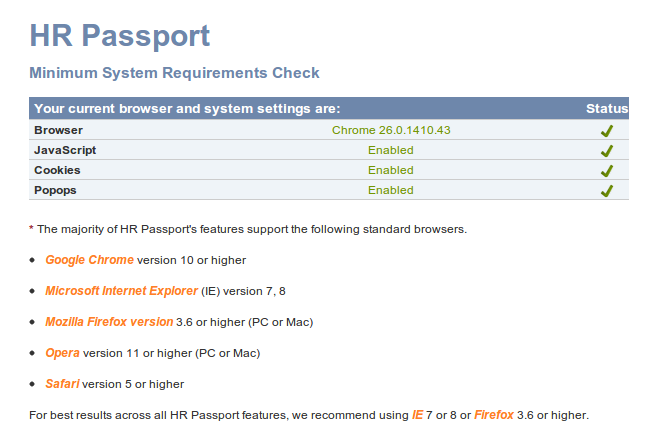 HR Passport
Minimum System Requirements Check
Your current browser and system settings are: Status
Browser Chrome 26.0.1410.43
JavaScript Enabled
Cookies Enabled
Popops Enabled
* The majority of HR Passport's features support the following standard browsers.
• Google Chrome version 10 or higher
• Microsoft Internet Explorer (IE) version 7, 8
• Mozilla Firefox version 3.6 or higher (PC or Mac)
• Opera version 11 or higher (PC or Mac)
• Safari version 5 or higher
For best results across all HR Passport features, we recommend using IE 7 or 8 or Firefox 3.6 or higher.